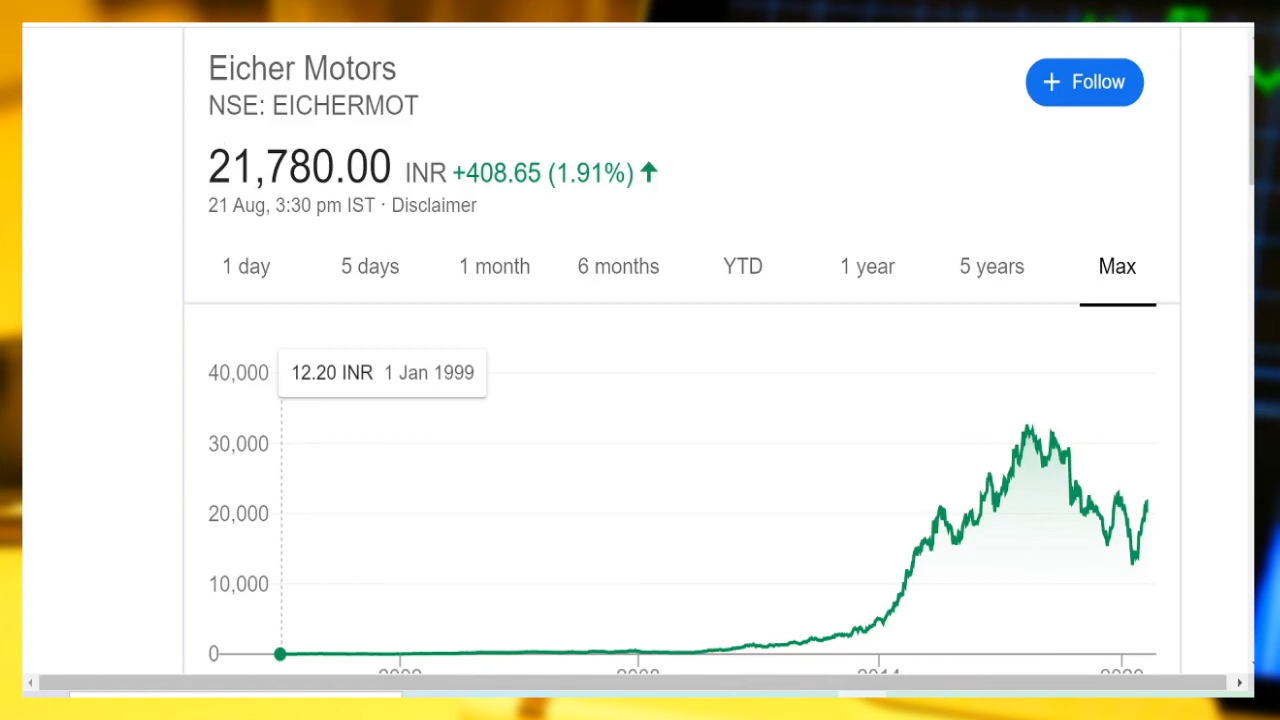 Eicher Motors
+ Follow
NSE: EICHERMOT
21,780.00 INR +408.65 (1.91%) ↑
21 Aug, 3:30 pm IST · Disclaimer
1 day 5 days 1 month 6 months YTD 1 year 5 years Max
40,000 12.20 INR 1 Jan 1999
30,000
20,000
10,000
0